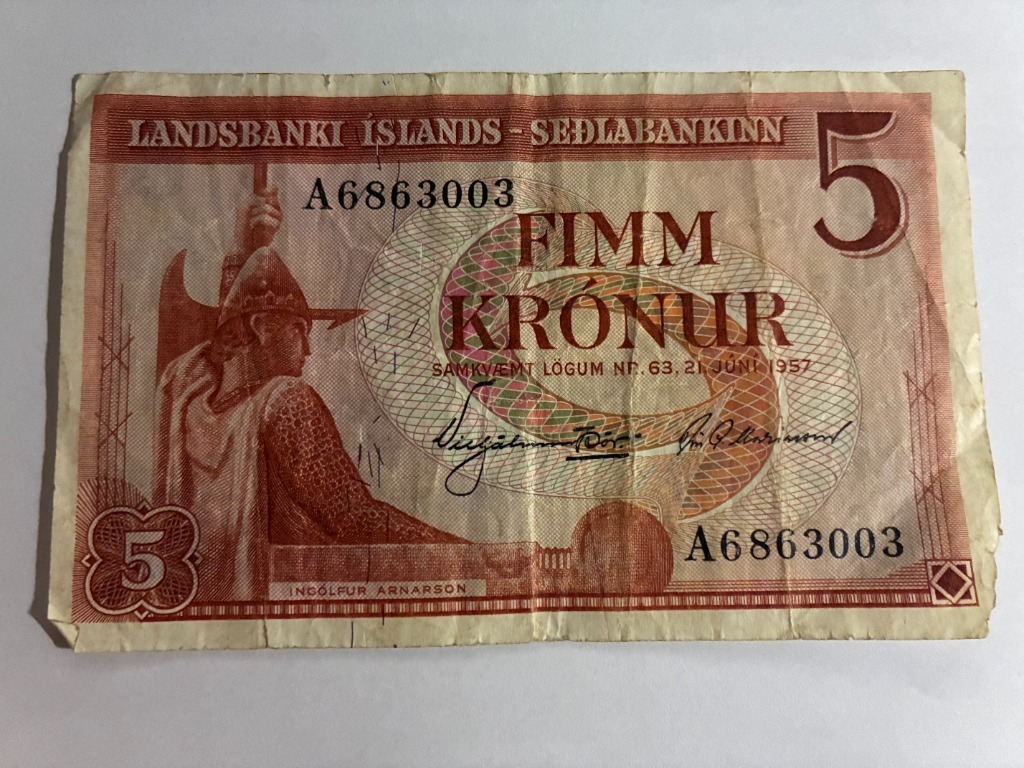 LANDSBANKI ÍSLANDS - SEÐLABANKINN
5
A6863003
FIMM
KRÓNUR
SAMKVÆMT LÖGUM NR. 63, 21. JÚNÍ 1957
A6863003
5
INGÓLFUR ARNARSON